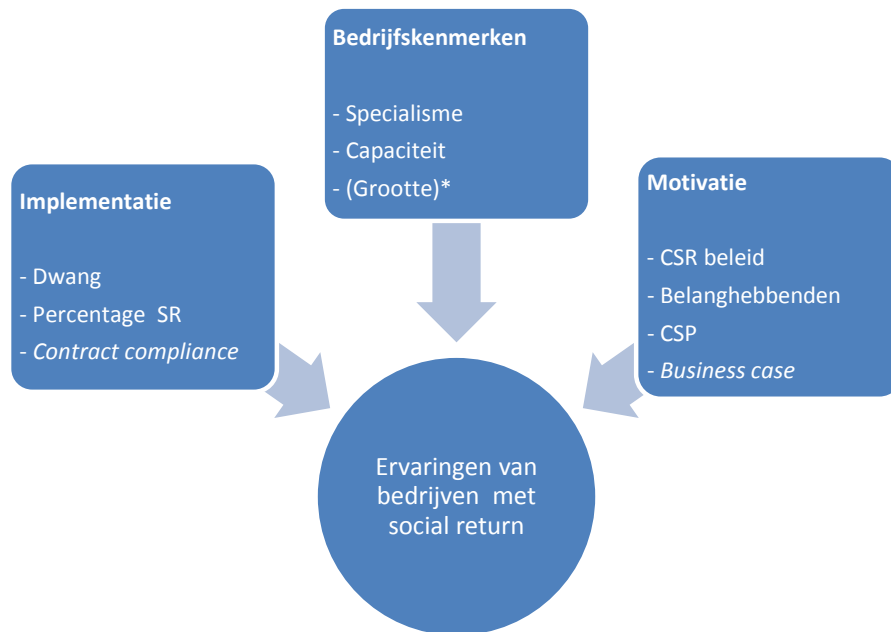 Bedrijfskenmerken
- Specialisme
- Capaciteit
- (Grootte)*
Implementatie
- Dwang
- Percentage SR
- Contract compliance
Motivatie
- CSR beleid
- Belanghebbenden
- CSP
- Business case
Ervaringen van
bedrijven met
social return